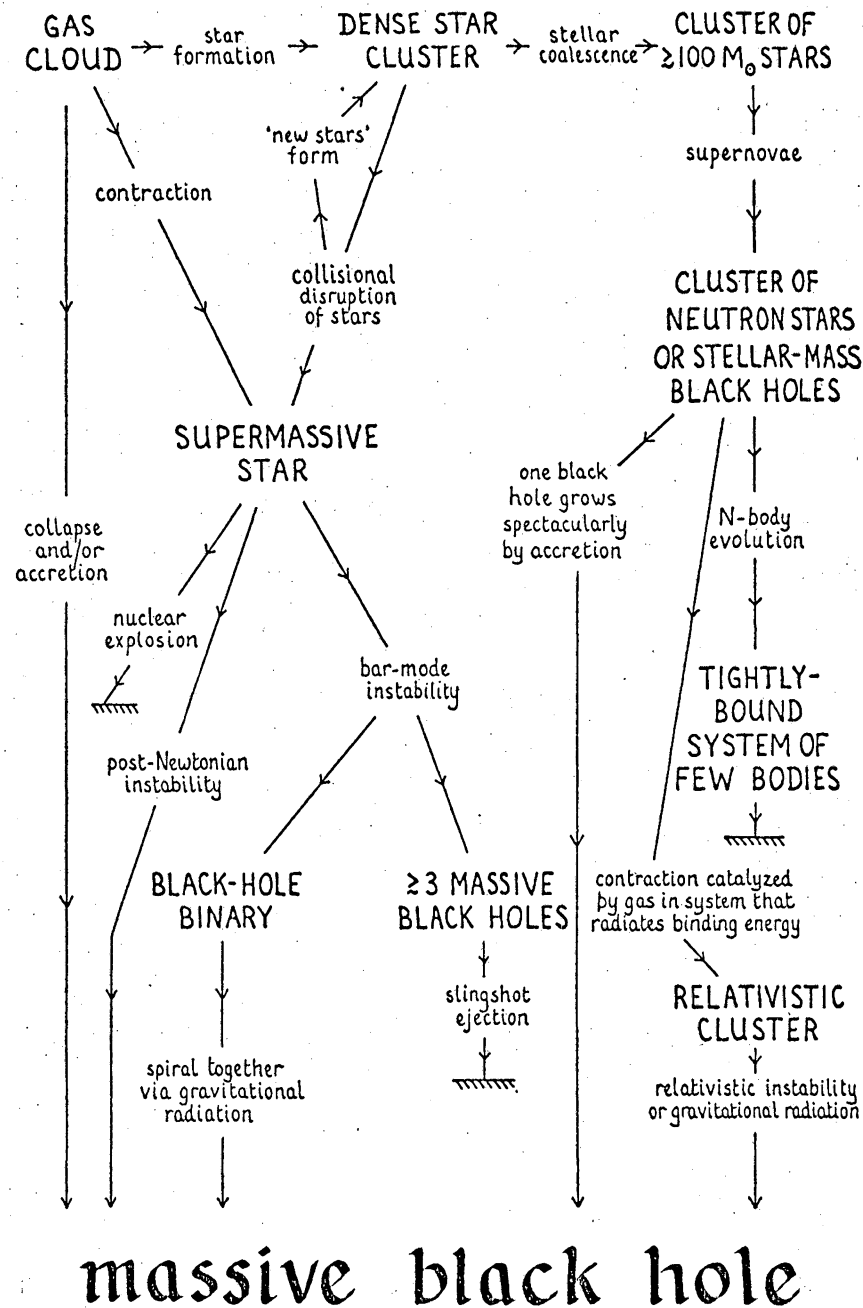 GAS
CLOUD
star
formation
DENSE STAR
CLUSTER
stellar
coalescence
CLUSTER OF
≳100 M⊙ STARS
'new stars'
form
supernovae
contraction
collisional
disruption
of stars
CLUSTER OF
NEUTRON STARS
OR STELLAR-MASS
BLACK HOLES
SUPERMASSIVE
STAR
one black
hole grows
spectacularly
by accretion
N-body
evolution
collapse
and/or
accretion
nuclear
explosion
bar-mode
instability
TIGHTLY-
BOUND
SYSTEM OF
FEW BODIES
post-Newtonian
instability
BLACK-HOLE
BINARY
≳3 MASSIVE
BLACK HOLES
contraction catalyzed
by gas in system that
radiates binding energy
slingshot
ejection
RELATIVISTIC
CLUSTER
spiral together
via gravitational
radiation
relativistic instability
or gravitational radiation
massive black hole